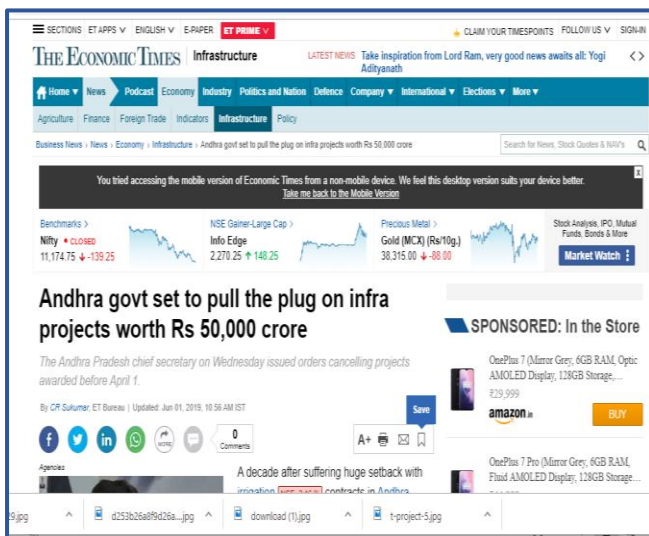 SECTIONS ET APPS ENGLISH E-PAPER ET PRIME CLAIM YOUR TIMESPOINTS FOLLOW US SIGN-IN
THE ECONOMIC TIMES Infrastructure LATEST NEWS Take inspiration from Lord Ram, very good news awaits all: Yogi
Adityanath
Home News Podcast Economy Industry Politics and Nation Defence Company International Elections More
Agriculture Finance Foreign Trade Indicators Infrastructure Policy
Business News › News › Economy › Infrastructure › Andhra govt set to pull the plug on infra projects worth Rs 50,000 crore Search for News, Stock Quotes & NAV's
You tried accessing the mobile version of Economic Times from a non-mobile device. We feel this desktop version suits your device better. X
Take me back to the Mobile Version
Benchmarks >
Nifty • CLOSED
11,174.75 ↓ -139.25
NSE Gainer-Large Cap >
Info Edge
2,270.25 ↑ 148.25
Precious Metal >
Gold (MCX) (Rs/10g.)
38,315.00 ↓ -88.00
Stock Analysis, IPO, Mutual
Funds, Bonds & More
Market Watch
Andhra govt set to pull the plug on infra
projects worth Rs 50,000 crore
The Andhra Pradesh chief secretary on Wednesday issued orders cancelling projects
awarded before April 1.
By CR Sukumar, ET Bureau | Updated: Jun 01, 2019, 10.56 AM IST
Save
MORE
0
Comments
A+
Agencies
A decade after suffering huge setback with
irrigation contracts in Andhra
SPONSORED: In the Store
OnePlus 7 (Mirror Grey, 6GB RAM, Optic
AMOLED Display, 128GB Storage,...
₹29,999
amazon.in BUY
OnePlus 7 Pro (Mirror Grey, 6GB RAM,
Fluid AMOLED Display, 128GB Storage...
29.jpg d253b26a8f9d26a...jpg download (1).jpg t-project-5.jpg